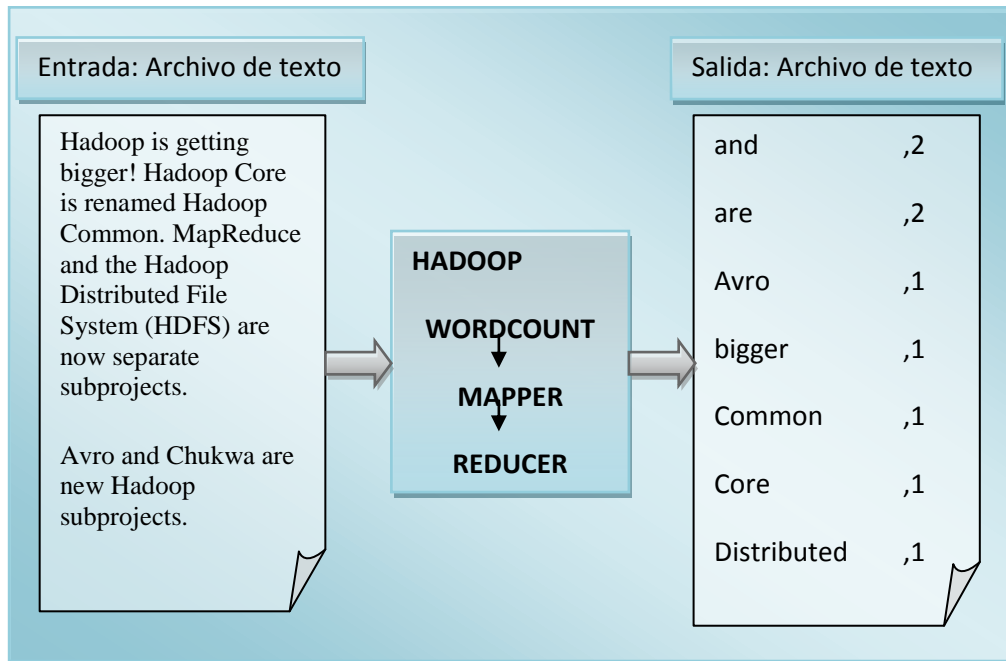 Entrada: Archivo de texto
Hadoop is getting
bigger! Hadoop Core
is renamed Hadoop
Common. MapReduce
and the Hadoop
Distributed File
System (HDFS) are
now separate
subprojects.
Avro and Chukwa are
new Hadoop
subprojects.
HADOOP
WORDCOUNT
MAPPER
REDUCER
Salida: Archivo de texto
and ,2
are ,2
Avro ,1
bigger ,1
Common ,1
Core ,1
Distributed ,1